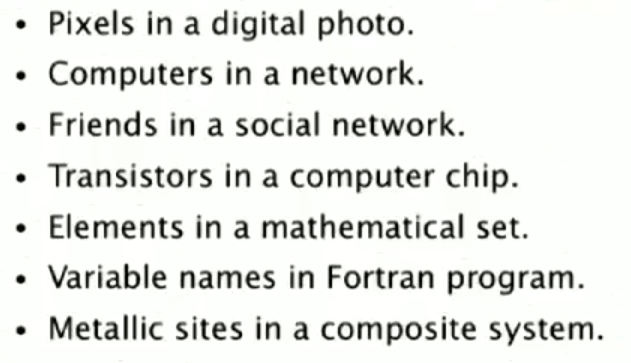 • Pixels in a digital photo.
• Computers in a network.
• Friends in a social network.
• Transistors in a computer chip.
• Elements in a mathematical set.
• Variable names in Fortran program.
• Metallic sites in a composite system.